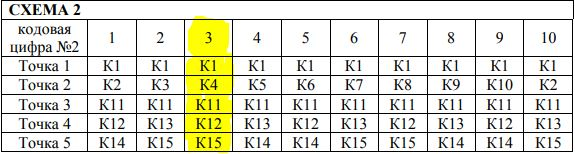 СХЕМА 2
кодовая цифра №2 1 2 3 4 5 6 7 8 9 10
Точка 1 К1 К1 К1 К1 К1 К1 К1 К1 К1 К1
Точка 2 К2 К3 К4 К5 К6 К7 К8 К9 К10 К2
Точка 3 К11 К11 К11 К11 К11 К11 К11 К11 К11 К11
Точка 4 К12 К13 К12 К13 К12 К13 К12 К13 К12 К13
Точка 5 К14 К15 К15 К14 К14 К15 К15 К14 К14 К15